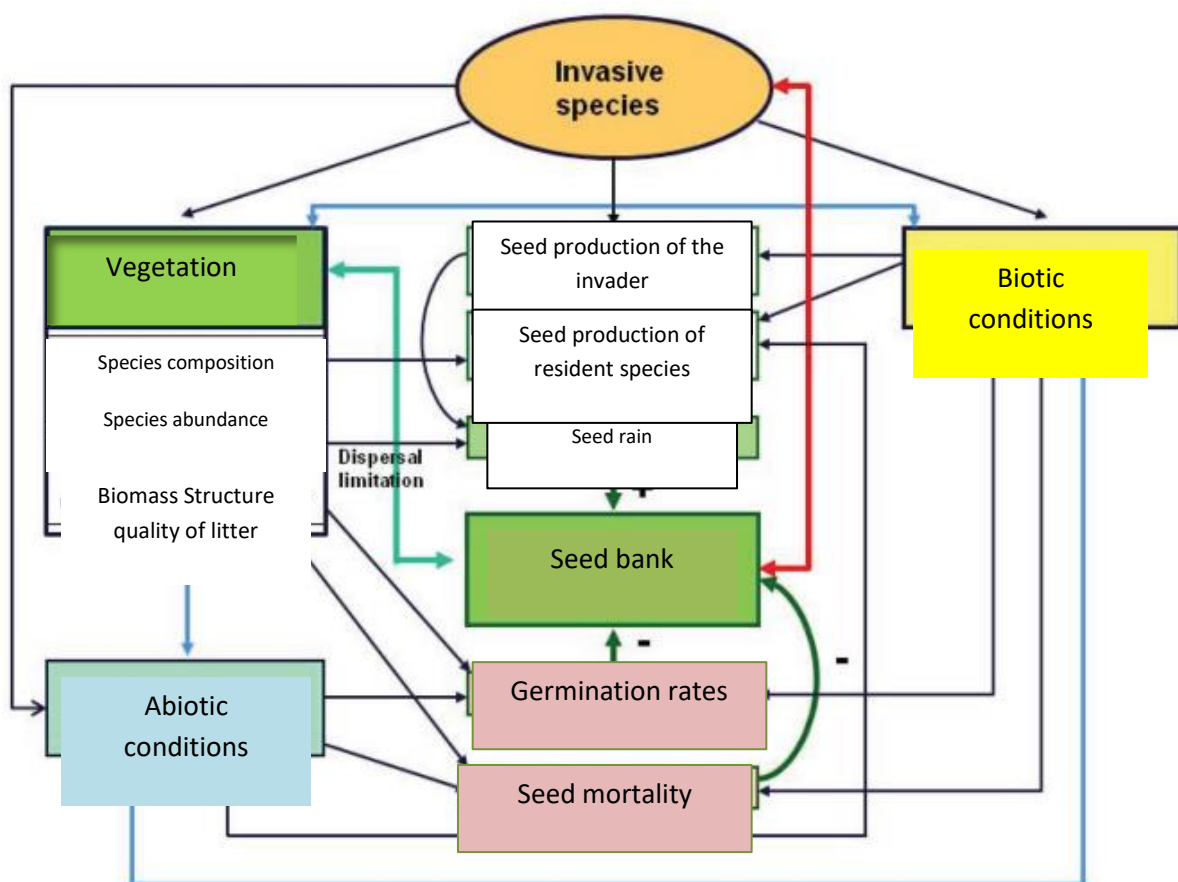 Invasive
species
Vegetation
Seed production of the
invader
Biotic
conditions
Species composition
Seed production of
resident species
Species abundance
Seed rain
Dispersal
limitation
Biomass Structure
quality of litter
+
Seed bank
-
-
Abiotic
conditions
Germination rates
Seed mortality